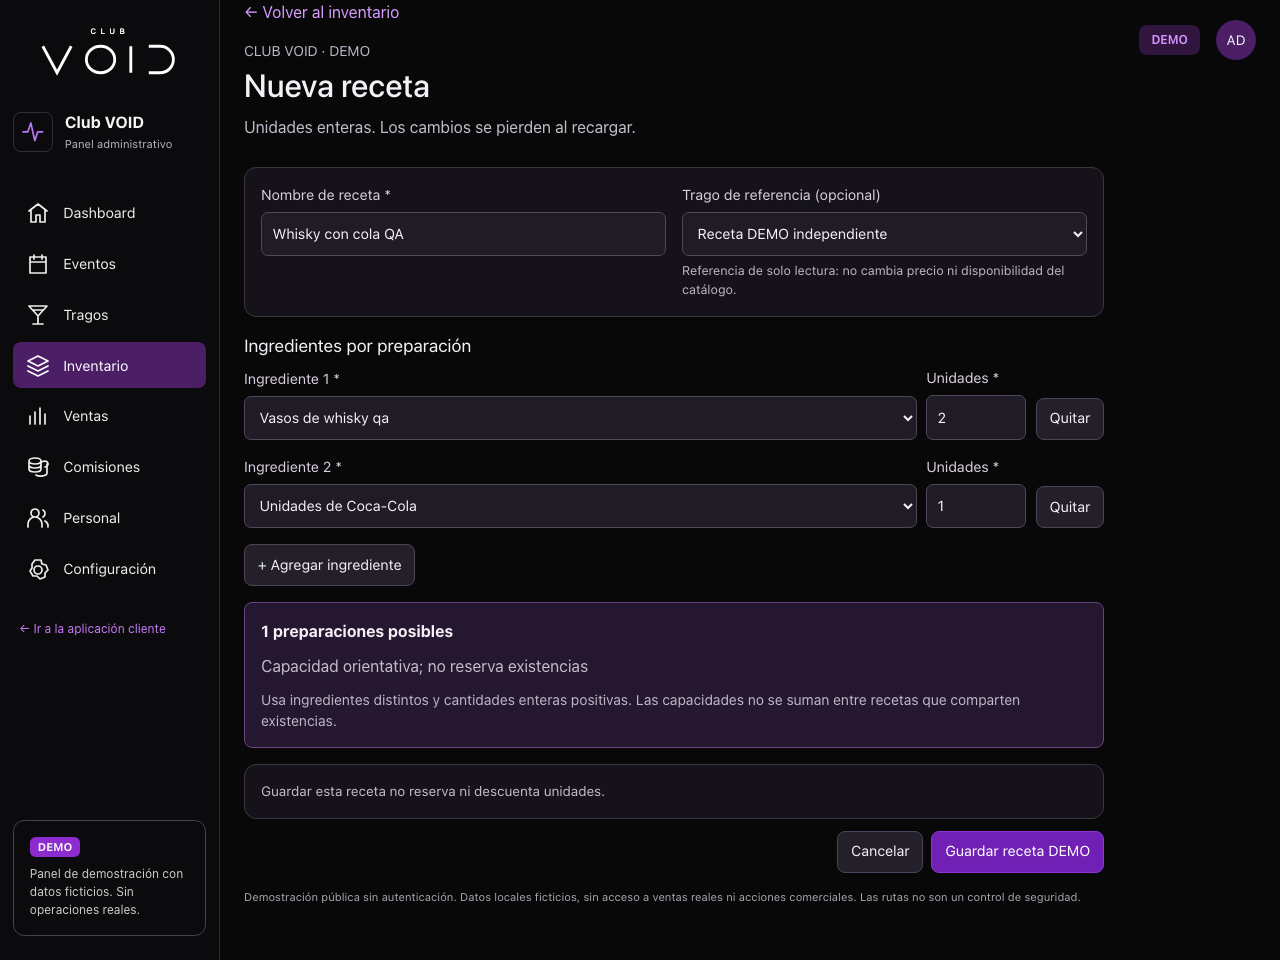 CLUB
VOID
Club VOID
Panel administrativo
Dashboard
Eventos
Tragos
Inventario
Ventas
Comisiones
Personal
Configuración
← Ir a la aplicación cliente
DEMO
Panel de demostración con
datos ficticios. Sin
operaciones reales.
← Volver al inventario
DEMO
AD
CLUB VOID · DEMO
Nueva receta
Unidades enteras. Los cambios se pierden al recargar.
Nombre de receta *
Whisky con cola QA
Trago de referencia (opcional)
Receta DEMO independiente
Referencia de solo lectura: no cambia precio ni disponibilidad del
catálogo.
Ingredientes por preparación
Ingrediente 1 *
Unidades *
Vasos de whisky qa
2
Quitar
Ingrediente 2 *
Unidades *
Unidades de Coca-Cola
1
Quitar
+ Agregar ingrediente
1 preparaciones posibles
Capacidad orientativa; no reserva existencias
Usa ingredientes distintos y cantidades enteras positivas. Las capacidades no se suman entre recetas que comparten
existencias.
Guardar esta receta no reserva ni descuenta unidades.
Cancelar
Guardar receta DEMO
Demostración pública sin autenticación. Datos locales ficticios, sin acceso a ventas reales ni acciones comerciales. Las rutas no son un control de seguridad.